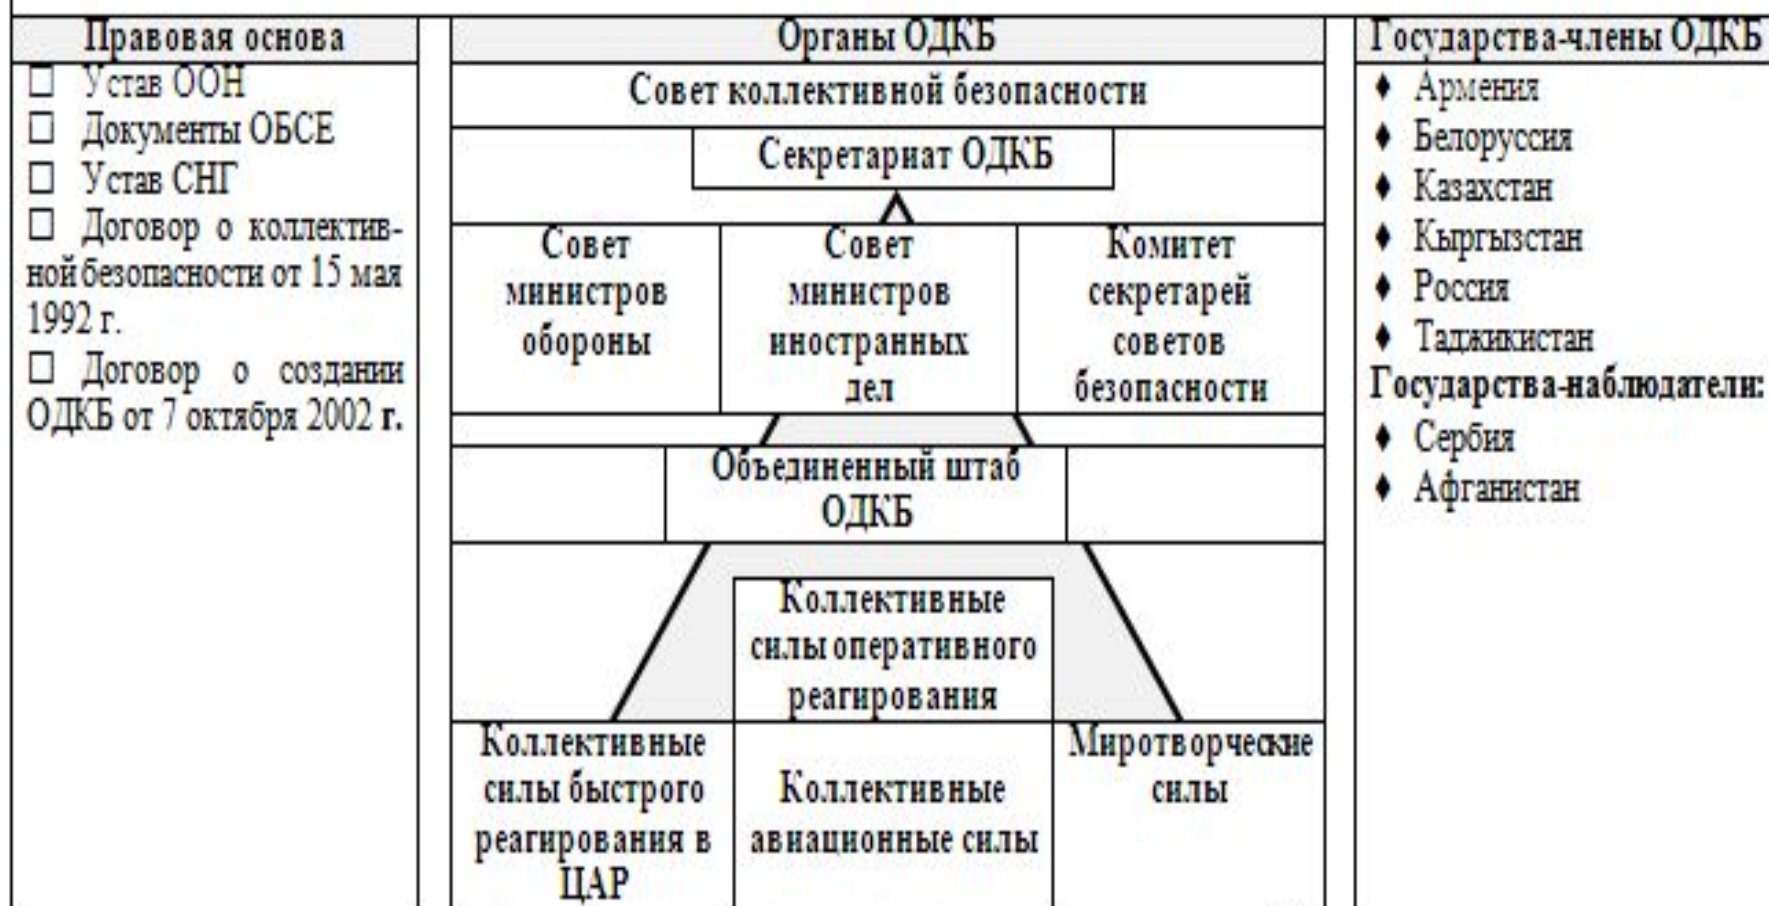 Правовая основа
□ Устав ООН
□ Документы ОБСЕ
□ Устав СНГ
□ Договор о коллектив-
ной безопасности от 15 мая
1992 г.
□ Договор о создании
ОДКБ от 7 октября 2002 г.
Органы ОДКБ
Совет коллективной безопасности
Секретариат ОДКБ
Совет
министров
обороны
Совет
министров
иностранных
дел
Комитет
секретарей
советов
безопасности
Объединенный штаб
ОДКБ
Коллективные
силы оперативного
реагирования
Коллективные
силы быстрого
реагирования в
ЦАР
Коллективные
авиационные силы
Миротворческие
силы
Государства-члены ОДКБ
♦ Армения
♦ Белоруссия
♦ Казахстан
♦ Кыргызстан
♦ Россия
♦ Таджикистан
Государства-наблюдатели:
♦ Сербия
♦ Афганистан